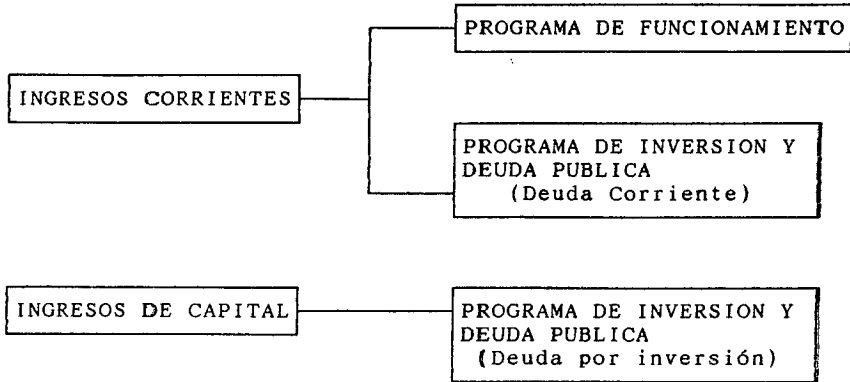 PROGRAMA DE FUNCIONAMIENTO
INGRESOS CORRIENTES
PROGRAMA DE INVERSION Y
DEUDA PUBLICA
(Deuda Corriente)
INGRESOS DE CAPITAL
PROGRAMA DE INVERSION Y
DEUDA PUBLICA
(Deuda por inversión)